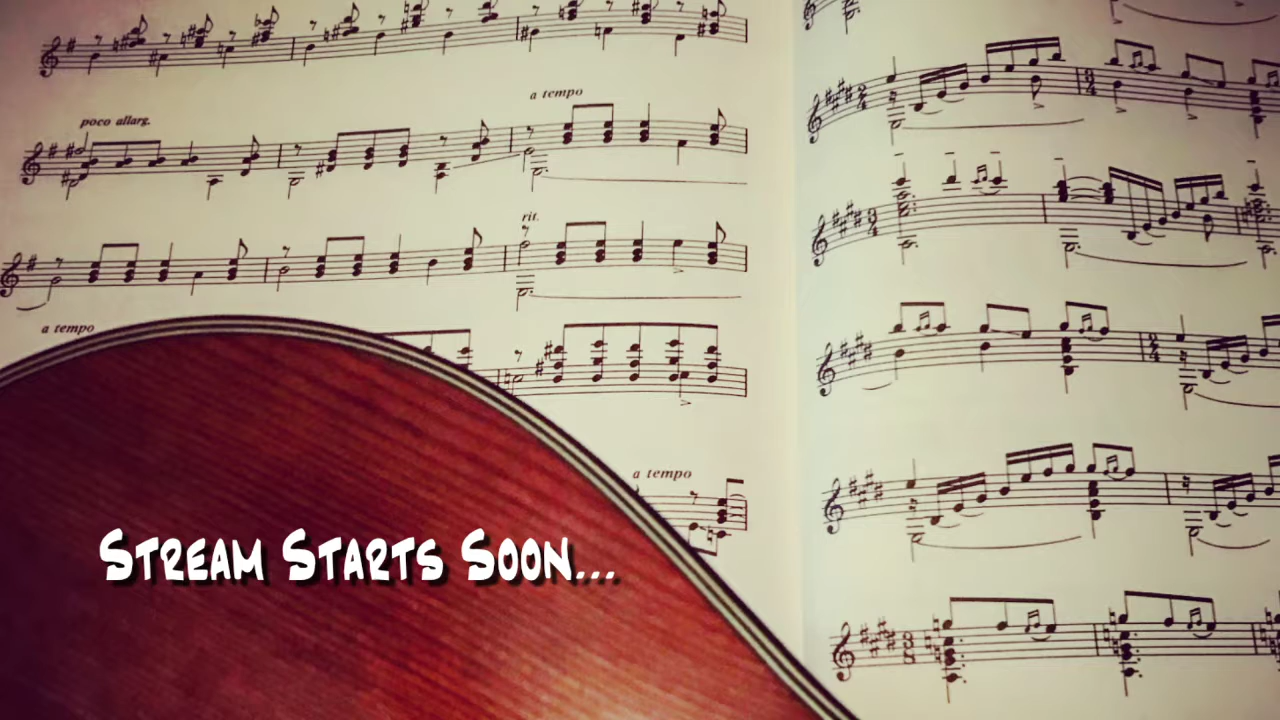 a tempo
poco allarg.
rit.
a tempo
a tempo
Stream Starts Soon...